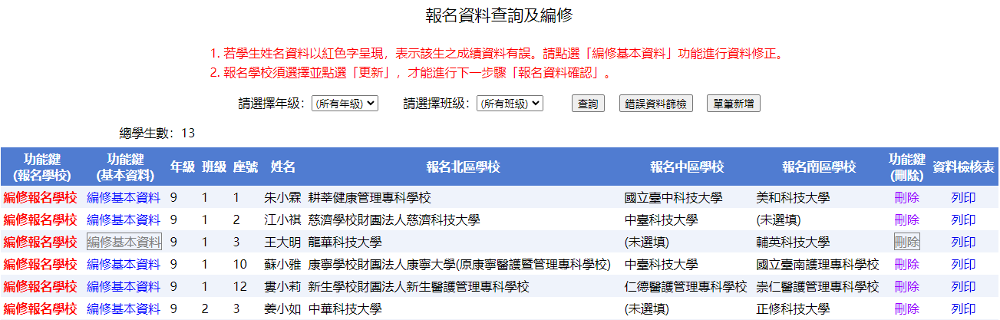 報名資料查詢及編修
1. 若學生姓名資料以紅色字呈現，表示該生之成績資料有誤。請點選「編修基本資料」功能進行資料修正。
2. 報名學校須選擇並點選「更新」，才能進行下一步驟「報名資料確認」。
請選擇年級： (所有年級) 請選擇班級： (所有班級) 查詢 錯誤資料篩檢 單筆新增
總學生數：13
功能鍵 (報名學校) 功能鍵 (基本資料) 年級 班級 座號 姓名 報名北區學校 報名中區學校 報名南區學校 功能鍵 (刪除) 資料檢核表
編修報名學校 編修基本資料 9 1 1 朱小霖 耕莘健康管理專科學校 國立臺中科技大學 美和科技大學 刪除 列印
編修報名學校 編修基本資料 9 1 2 江小祺 慈濟學校財團法人慈濟科技大學 中臺科技大學 (未選填) 刪除 列印
編修報名學校 編修基本資料 9 1 3 王大明 龍華科技大學 (未選填) 輔英科技大學 刪除 列印
編修報名學校 編修基本資料 9 1 10 蘇小雅 康寧學校財團法人康寧大學(原康寧醫護暨管理專科學校) 中臺科技大學 國立臺南護理專科學校 刪除 列印
編修報名學校 編修基本資料 9 1 12 婁小莉 新生學校財團法人新生醫護管理專科學校 仁德醫護管理專科學校 崇仁醫護管理專科學校 刪除 列印
編修報名學校 編修基本資料 9 2 3 姜小如 中華科技大學 (未選填) 正修科技大學 刪除 列印